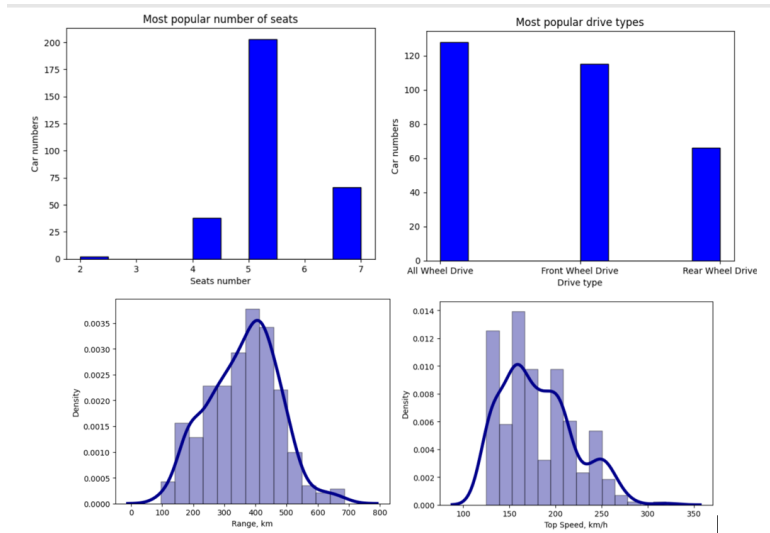 Most popular number of seats
200
175
150
125
100
75
50
25
0
Car numbers
2 3 4 5 6 7
Seats number
Most popular drive types
120
100
80
60
40
20
0
Car numbers
All Wheel Drive Front Wheel Drive Rear Wheel Drive
Drive type
0.0035
0.0030
0.0025
0.0020
0.0015
0.0010
0.0005
0.0000
Density
0 100 200 300 400 500 600 700 800
Range, km
0.014
0.012
0.010
0.008
0.006
0.004
0.002
0.000
Density
100 150 200 250 300 350
Top Speed, km/h